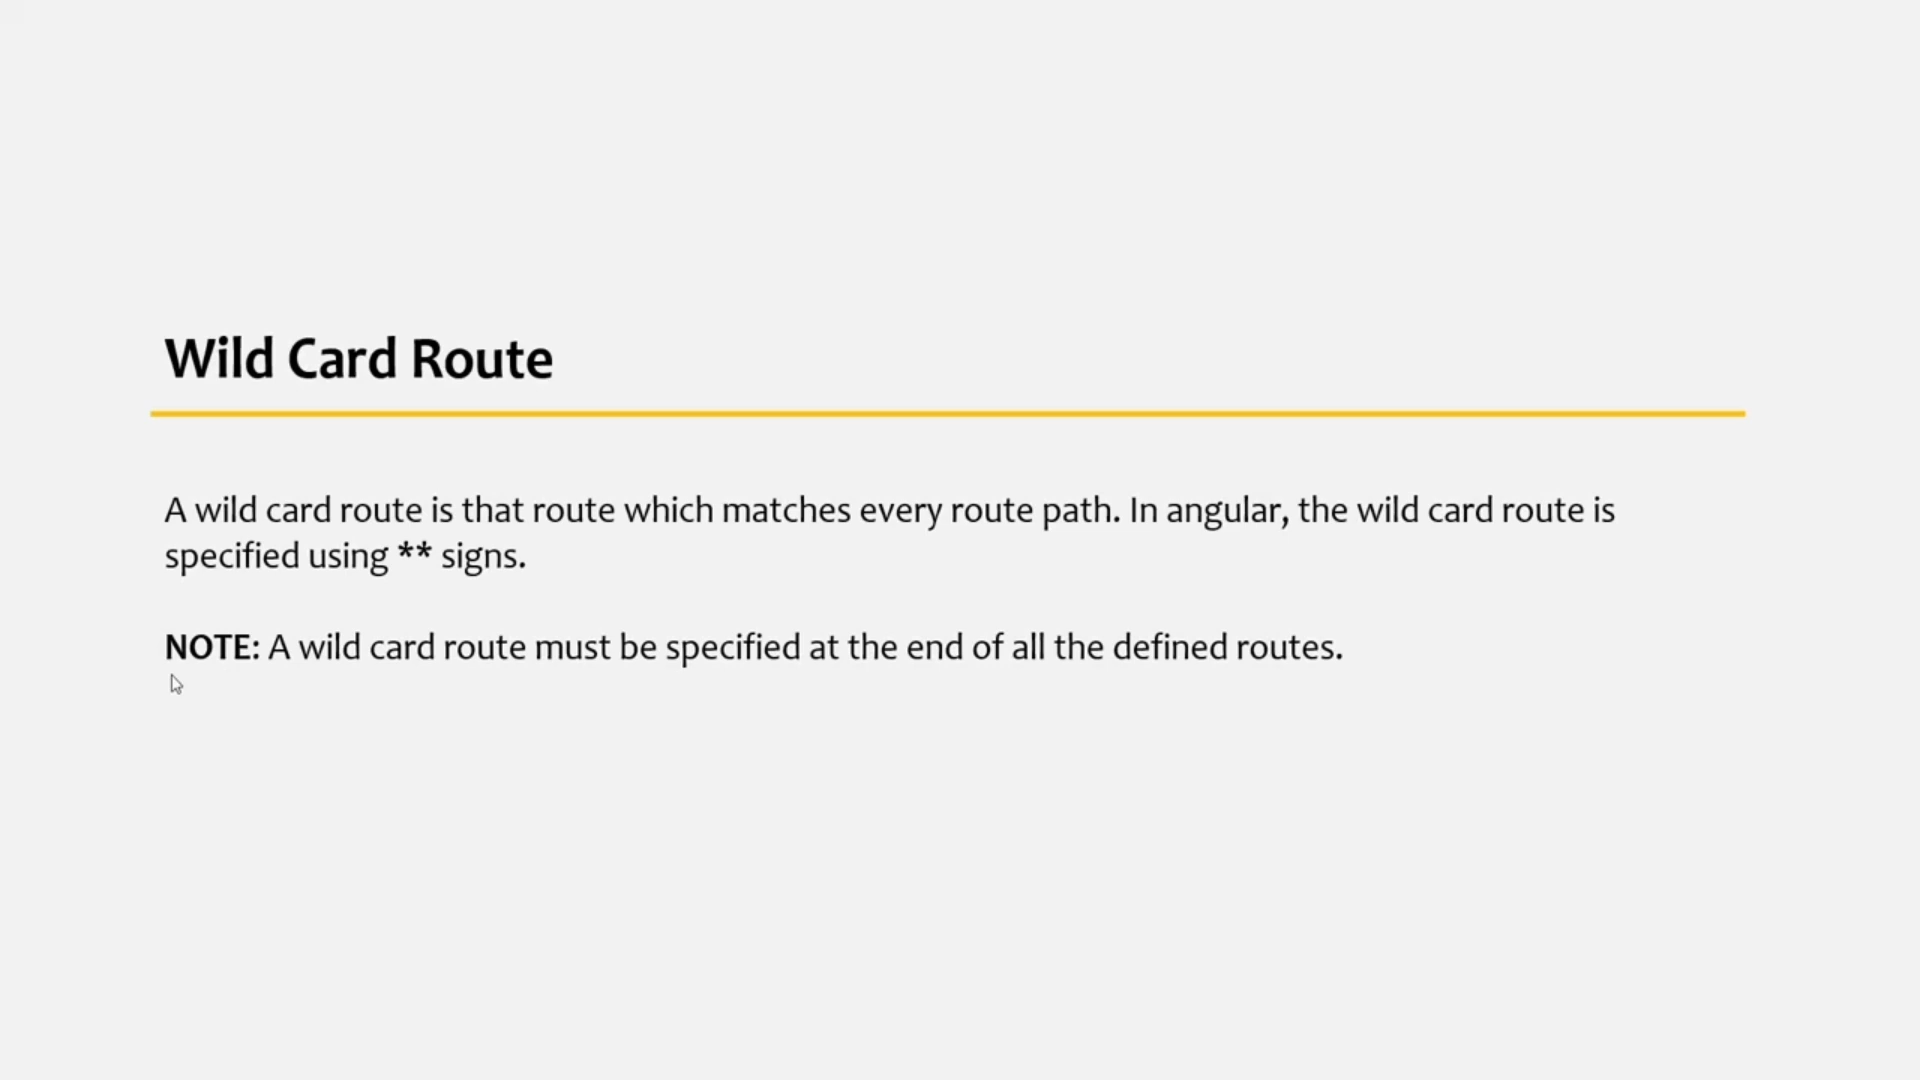 Wild Card Route
A wild card route is that route which matches every route path. In angular, the wild card route is
specified using ** signs.
NOTE: A wild card route must be specified at the end of all the defined routes.